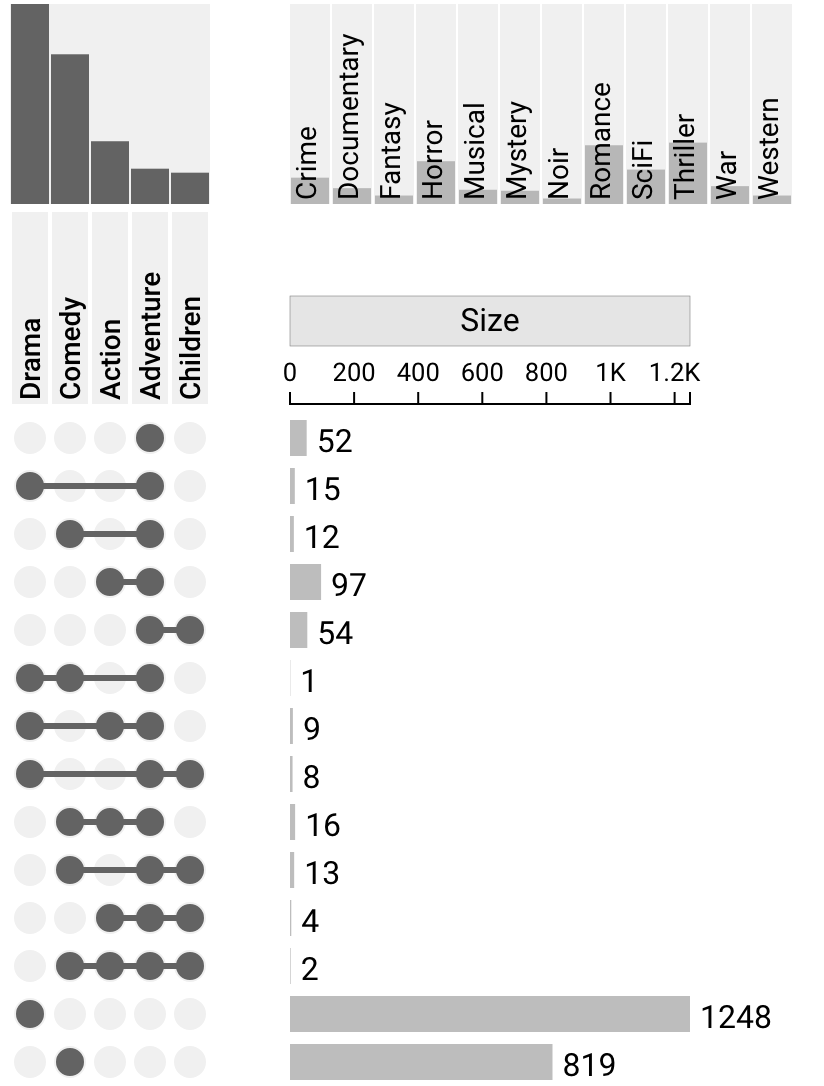 Crime
Documentary
Fantasy
Horror
Musical
Mystery
Noir
Romance
SciFi
Thriller
War
Western
Drama
Comedy
Action
Adventure
Children
Size
0 200 400 600 800 1K 1.2K
52
15
12
97
54
1
9
8
16
13
4
2
1248
819